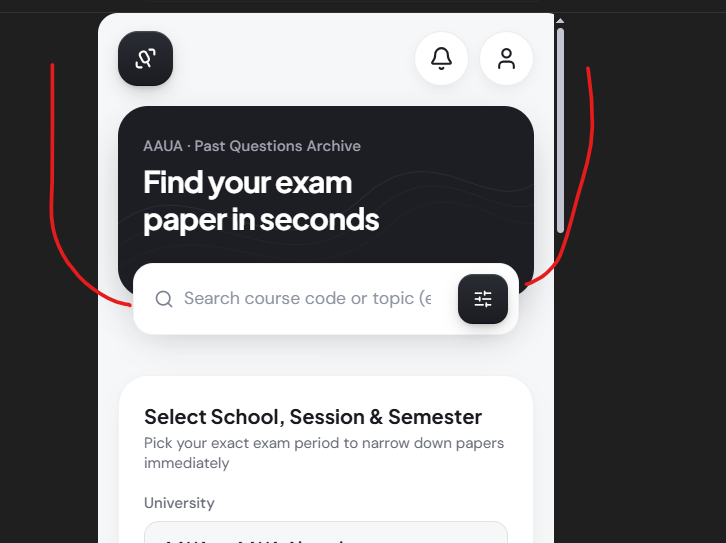 AAUA · Past Questions Archive
Find your exam
paper in seconds
Search course code or topic (e
Select School, Session & Semester
Pick your exact exam period to narrow down papers
immediately
University